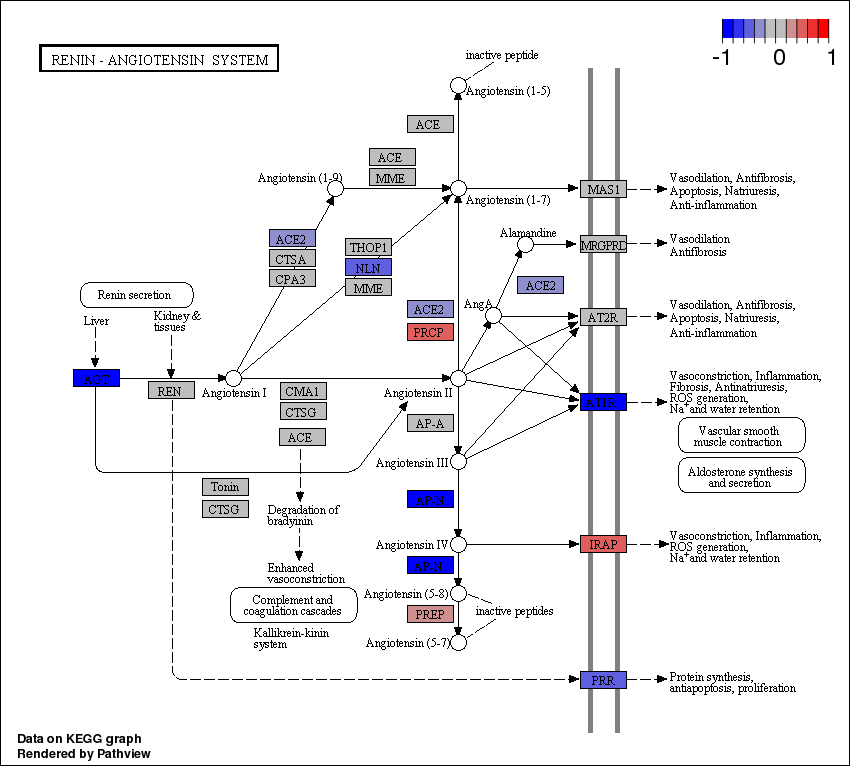 RENIN - ANGIOTENSIN SYSTEM
-1 0 1
inactive peptide
Angiotensin (1-5)
ACE
ACE
MME
Angiotensin (1-9)
Angiotensin (1-7)
MAS1
Vasodilation, Antifibrosis,
Apoptosis, Natriuresis,
Anti-inflammation
ACE2
CTSA
CPA3
THOP1
NLN
MME
Alamandine
MRGPRD
Vasodilation
Antifibrosis
ACE2
Renin secretion
Liver
Kidney &
tissues
ACE2
PRCP
AngA
AT2R
Vasodilation, Antifibrosis,
Apoptosis, Natriuresis,
Anti-inflammation
AGT
REN
Angiotensin I
CMA1
CTSG
ACE
Angiotensin II
AT1R
Vasoconstriction, Inflammation,
Fibrosis, Antinatriuresis,
ROS generation,
Na+ and water retention
AP-A
Vascular smooth
muscle contraction
Angiotensin III
Aldosterone synthesis
and secretion
Tonin
CTSG
Degradation of
bradyinin
AP-N
Angiotensin IV
IRAP
Vasoconstriction, Inflammation,
ROS generation,
Na+ and water retention
Enhanced
vasoconstriction
AP-N
Complement and
coagulation cascades
Angiotensin (5-8)
PREP
inactive peptides
Kallikrein-kinin
system
Angiotensin (5-7)
PRR
Protein synthesis,
antiapoptosis, proliferation
Data on KEGG graph
Rendered by Pathview